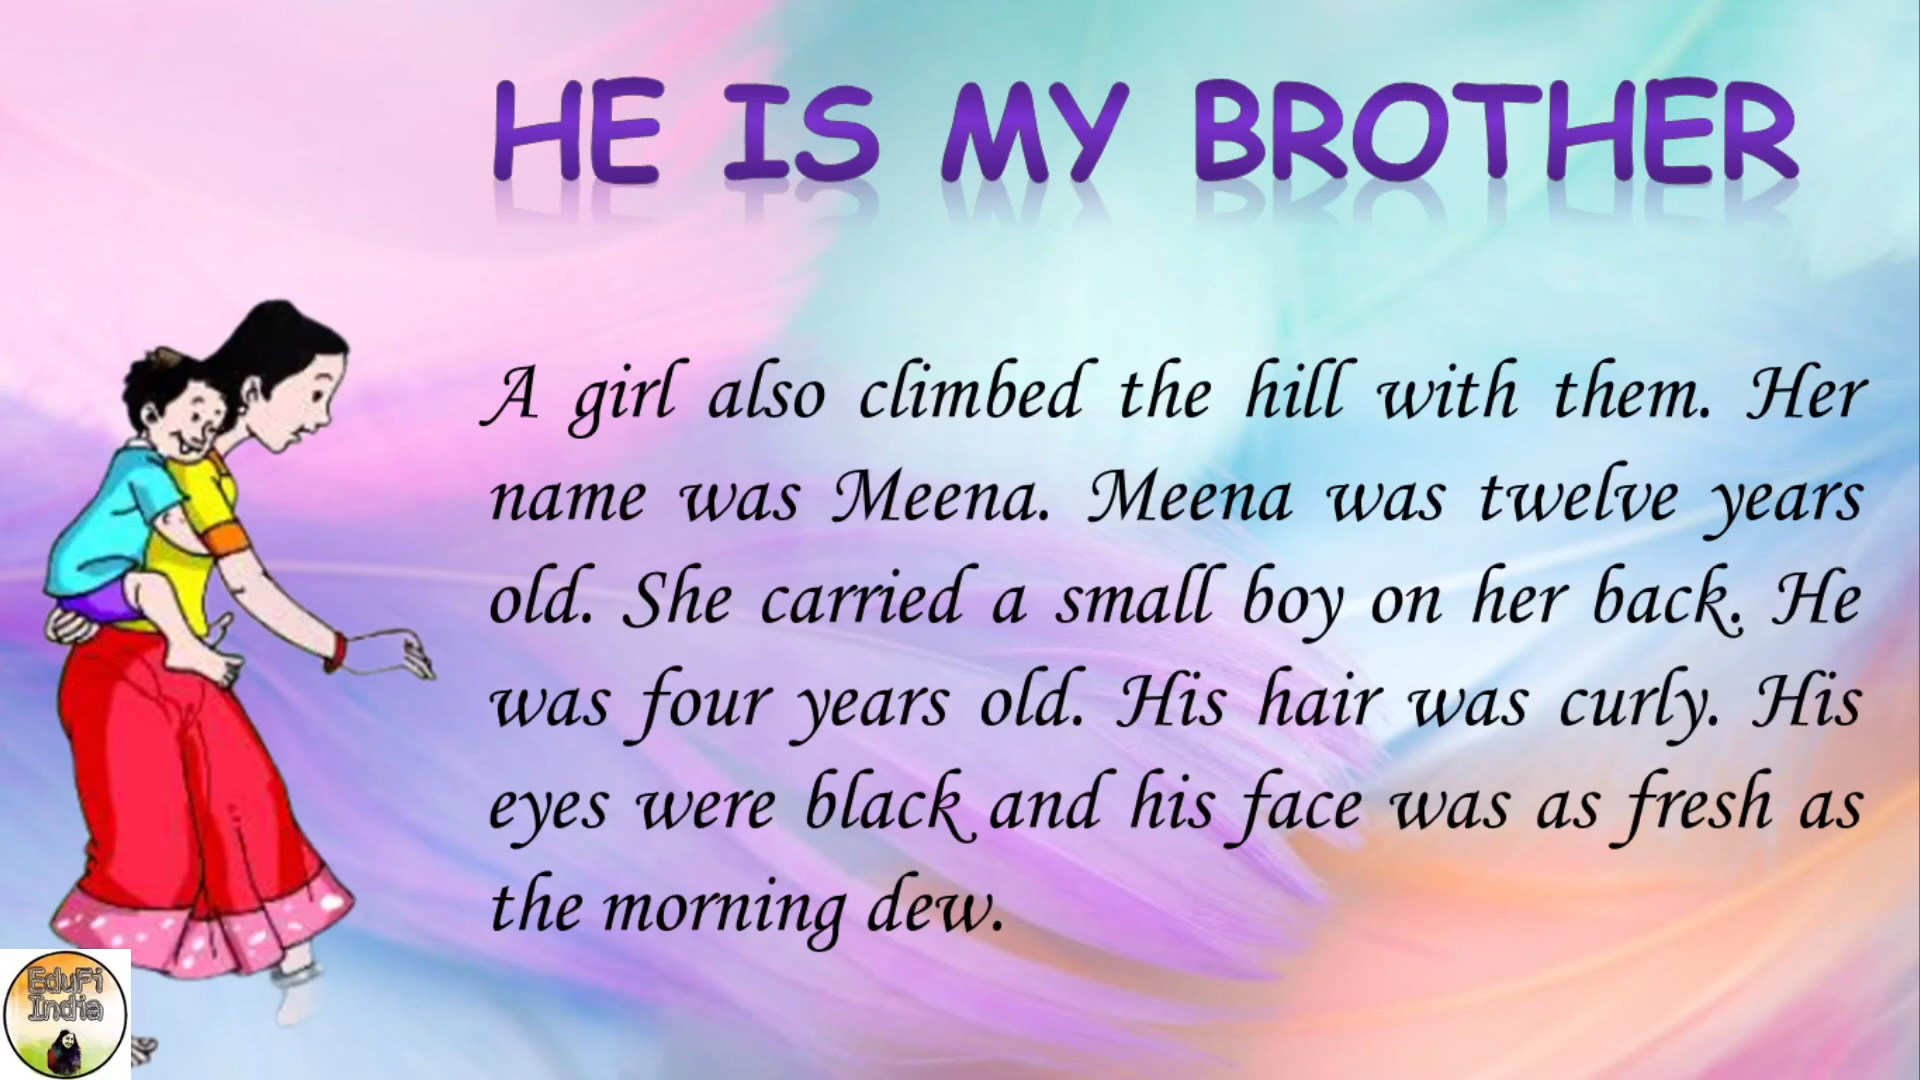 HE IS MY BROTHER
A girl also climbed the hill with them. Her
name was Meena. Meena was twelve years
old. She carried a small boy on her back. He
was four years old. His hair was curly. His
eyes were black and his face was as fresh as
the morning dew.
EduFi
India